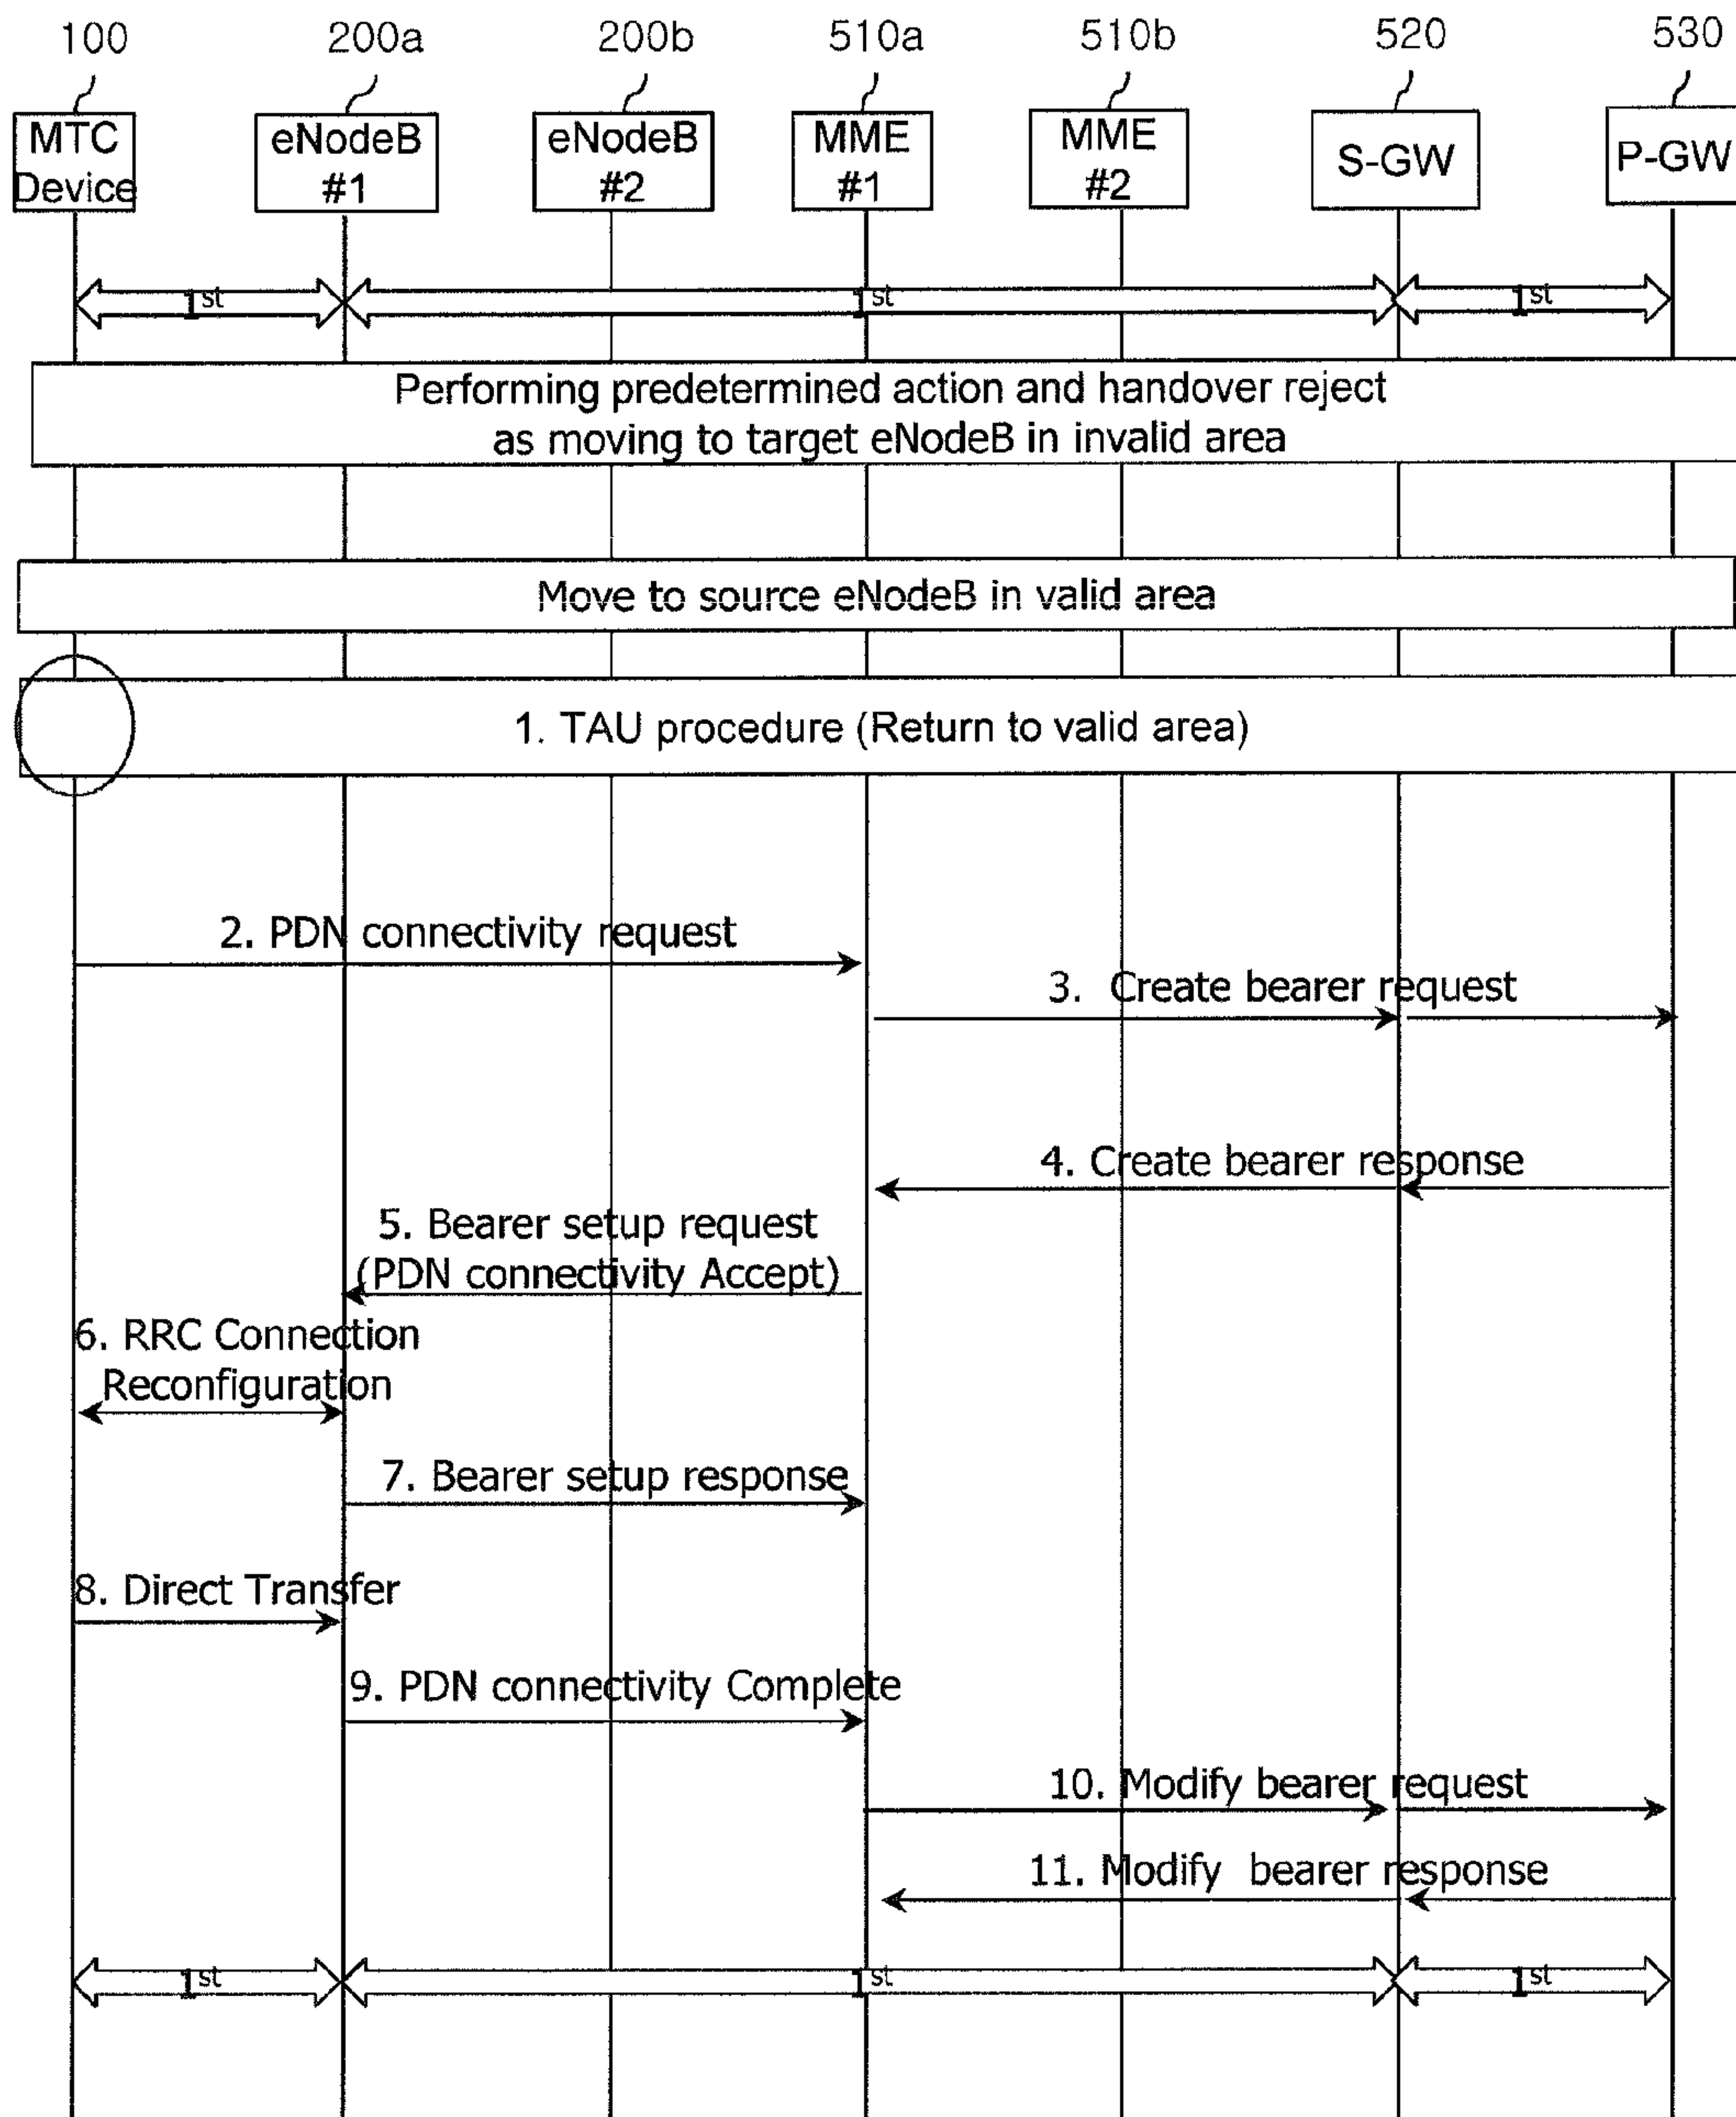 100 200a 200b 510a 510b 520 530
MTC Device
eNodeB #1
eNodeB #2
MME #1
MME #2
S-GW
P-GW
1st 1st 1st
Performing predetermined action and handover reject
as moving to target eNodeB in invalid area
Move to source eNodeB in valid area
1. TAU procedure (Return to valid area)
2. PDN connectivity request
3. Create bearer request
4. Create bearer response
5. Bearer setup request
(PDN connectivity Accept)
6. RRC Connection
Reconfiguration
7. Bearer setup response
8. Direct Transfer
9. PDN connectivity Complete
10. Modify bearer request
11. Modify bearer response
1st 1st 1st